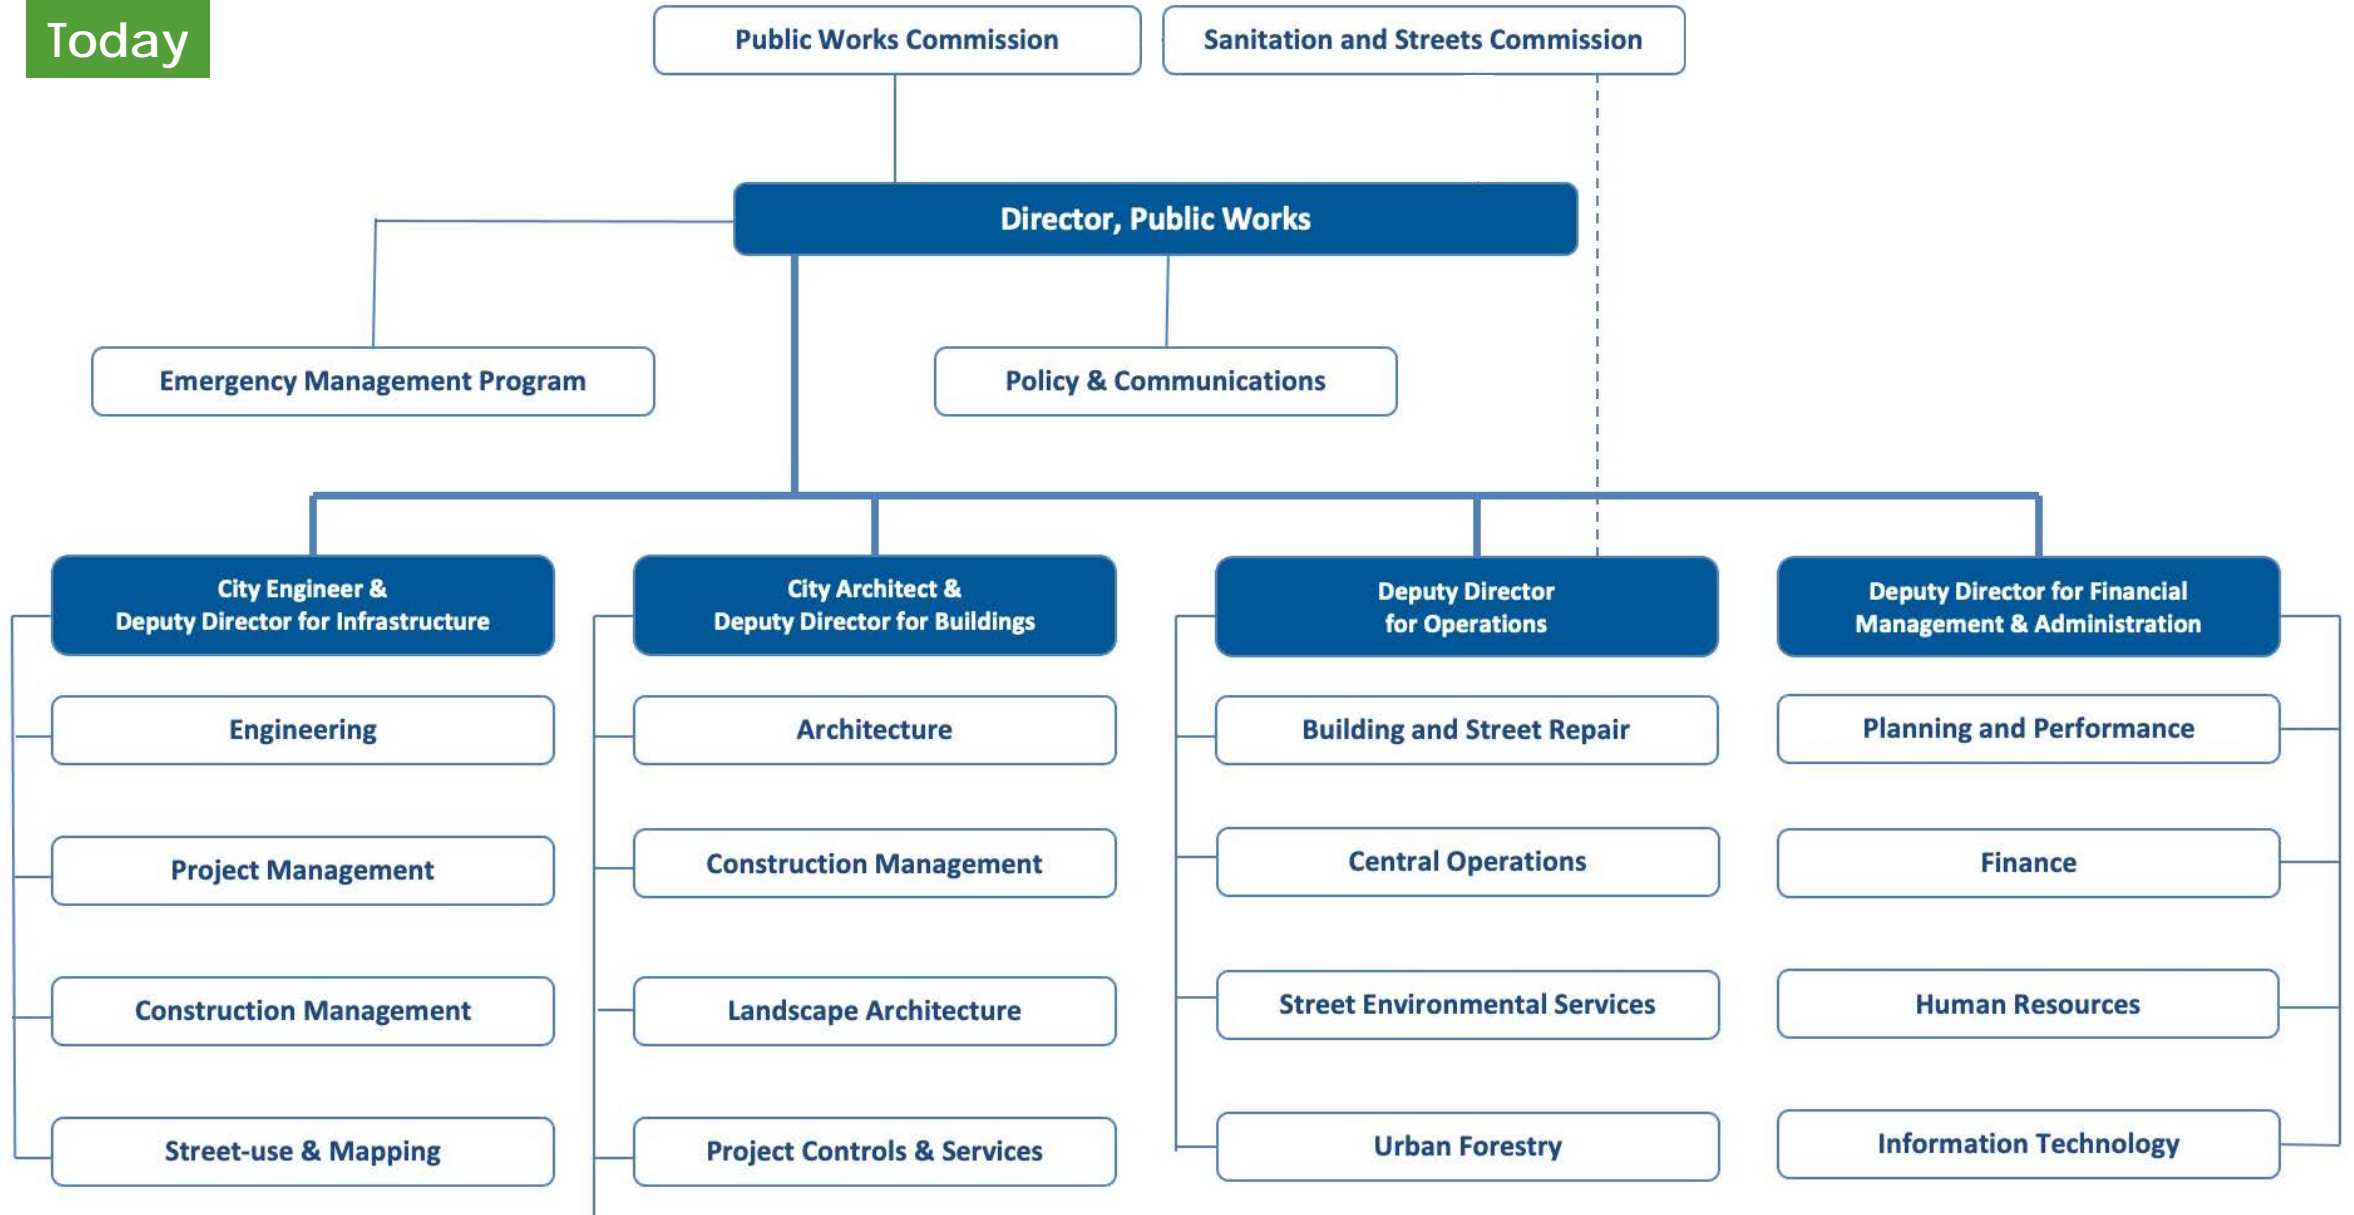 Today
Public Works Commission
Sanitation and Streets Commission
Director, Public Works
Emergency Management Program
Policy & Communications
City Engineer &
Deputy Director for Infrastructure
Engineering
Project Management
Construction Management
Street-use & Mapping
City Architect &
Deputy Director for Buildings
Architecture
Construction Management
Landscape Architecture
Project Controls & Services
Deputy Director
for Operations
Building and Street Repair
Central Operations
Street Environmental Services
Urban Forestry
Deputy Director for Financial
Management & Administration
Planning and Performance
Finance
Human Resources
Information Technology